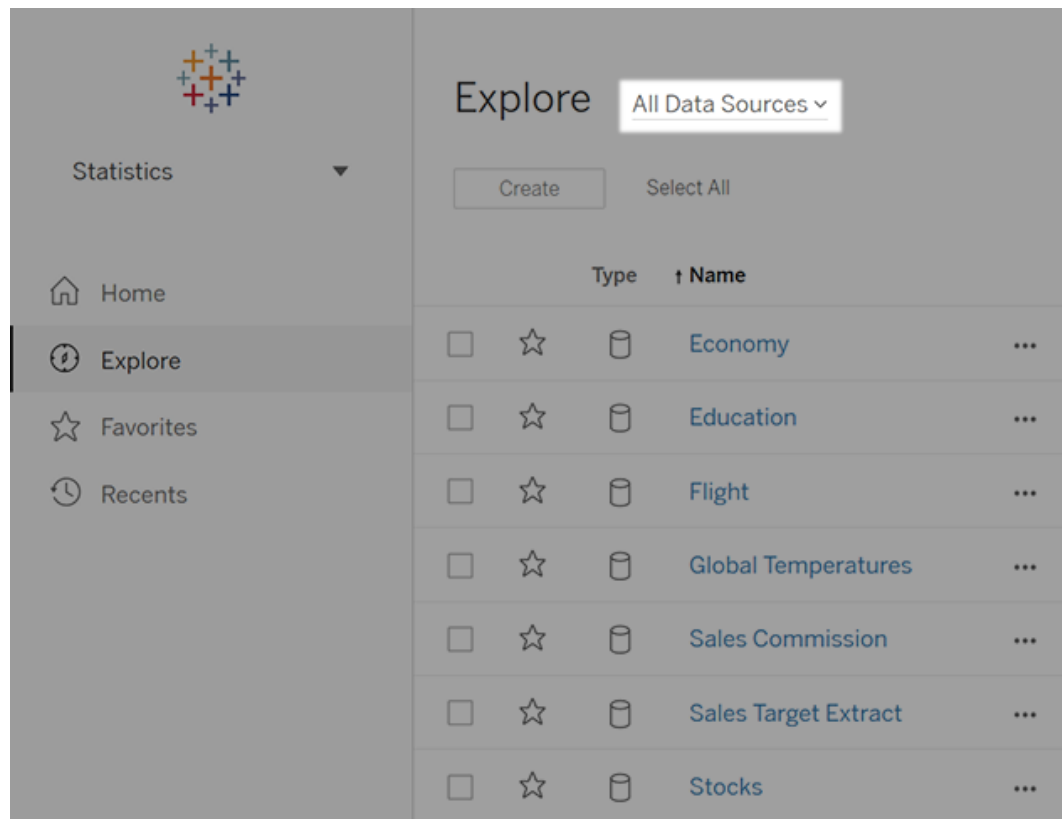 Statistics
Home
Explore
Favorites
Recents
Explore All Data Sources
Create Select All
Type ↑ Name
Economy
Education
Flight
Global Temperatures
Sales Commission
Sales Target Extract
Stocks